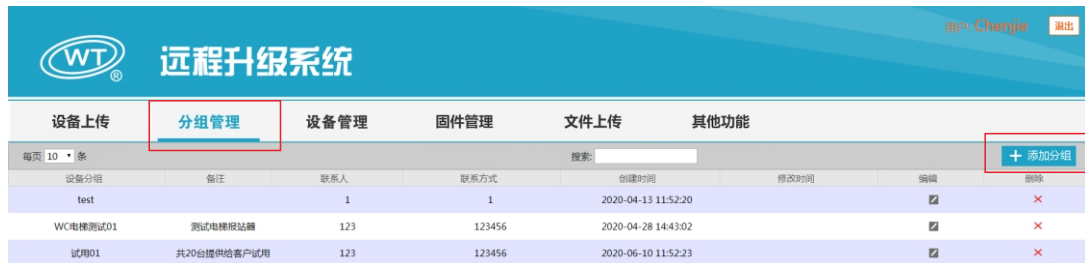 用户: Chenjie 退出
WT ® 远程升级系统
设备上传 分组管理 设备管理 固件管理 文件上传 其他功能
每页 10 条 搜索: + 添加分组
设备分组 备注 联系人 联系方式 创建时间 修改时间 编辑 删除
test 1 1 2020-04-13 11:52:20
WC电梯测试01 测试电梯报站器 123 123456 2020-04-28 14:43:02
试用01 共20台提供给客户试用 123 123456 2020-06-10 11:52:23